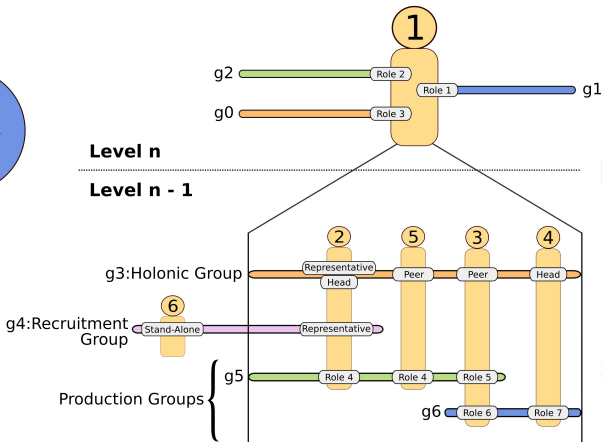 1
g2
Role 2
Role 1
g1
g0
Role 3
Level n
Level n - 1
2
5
3
4
g3:Holonic Group
Representative
Head
Peer
Peer
Head
6
g4:Recruitment
Group
Stand-Alone
Representative
g5
Role 4
Role 4
Role 5
Production Groups
g6
Role 6
Role 7